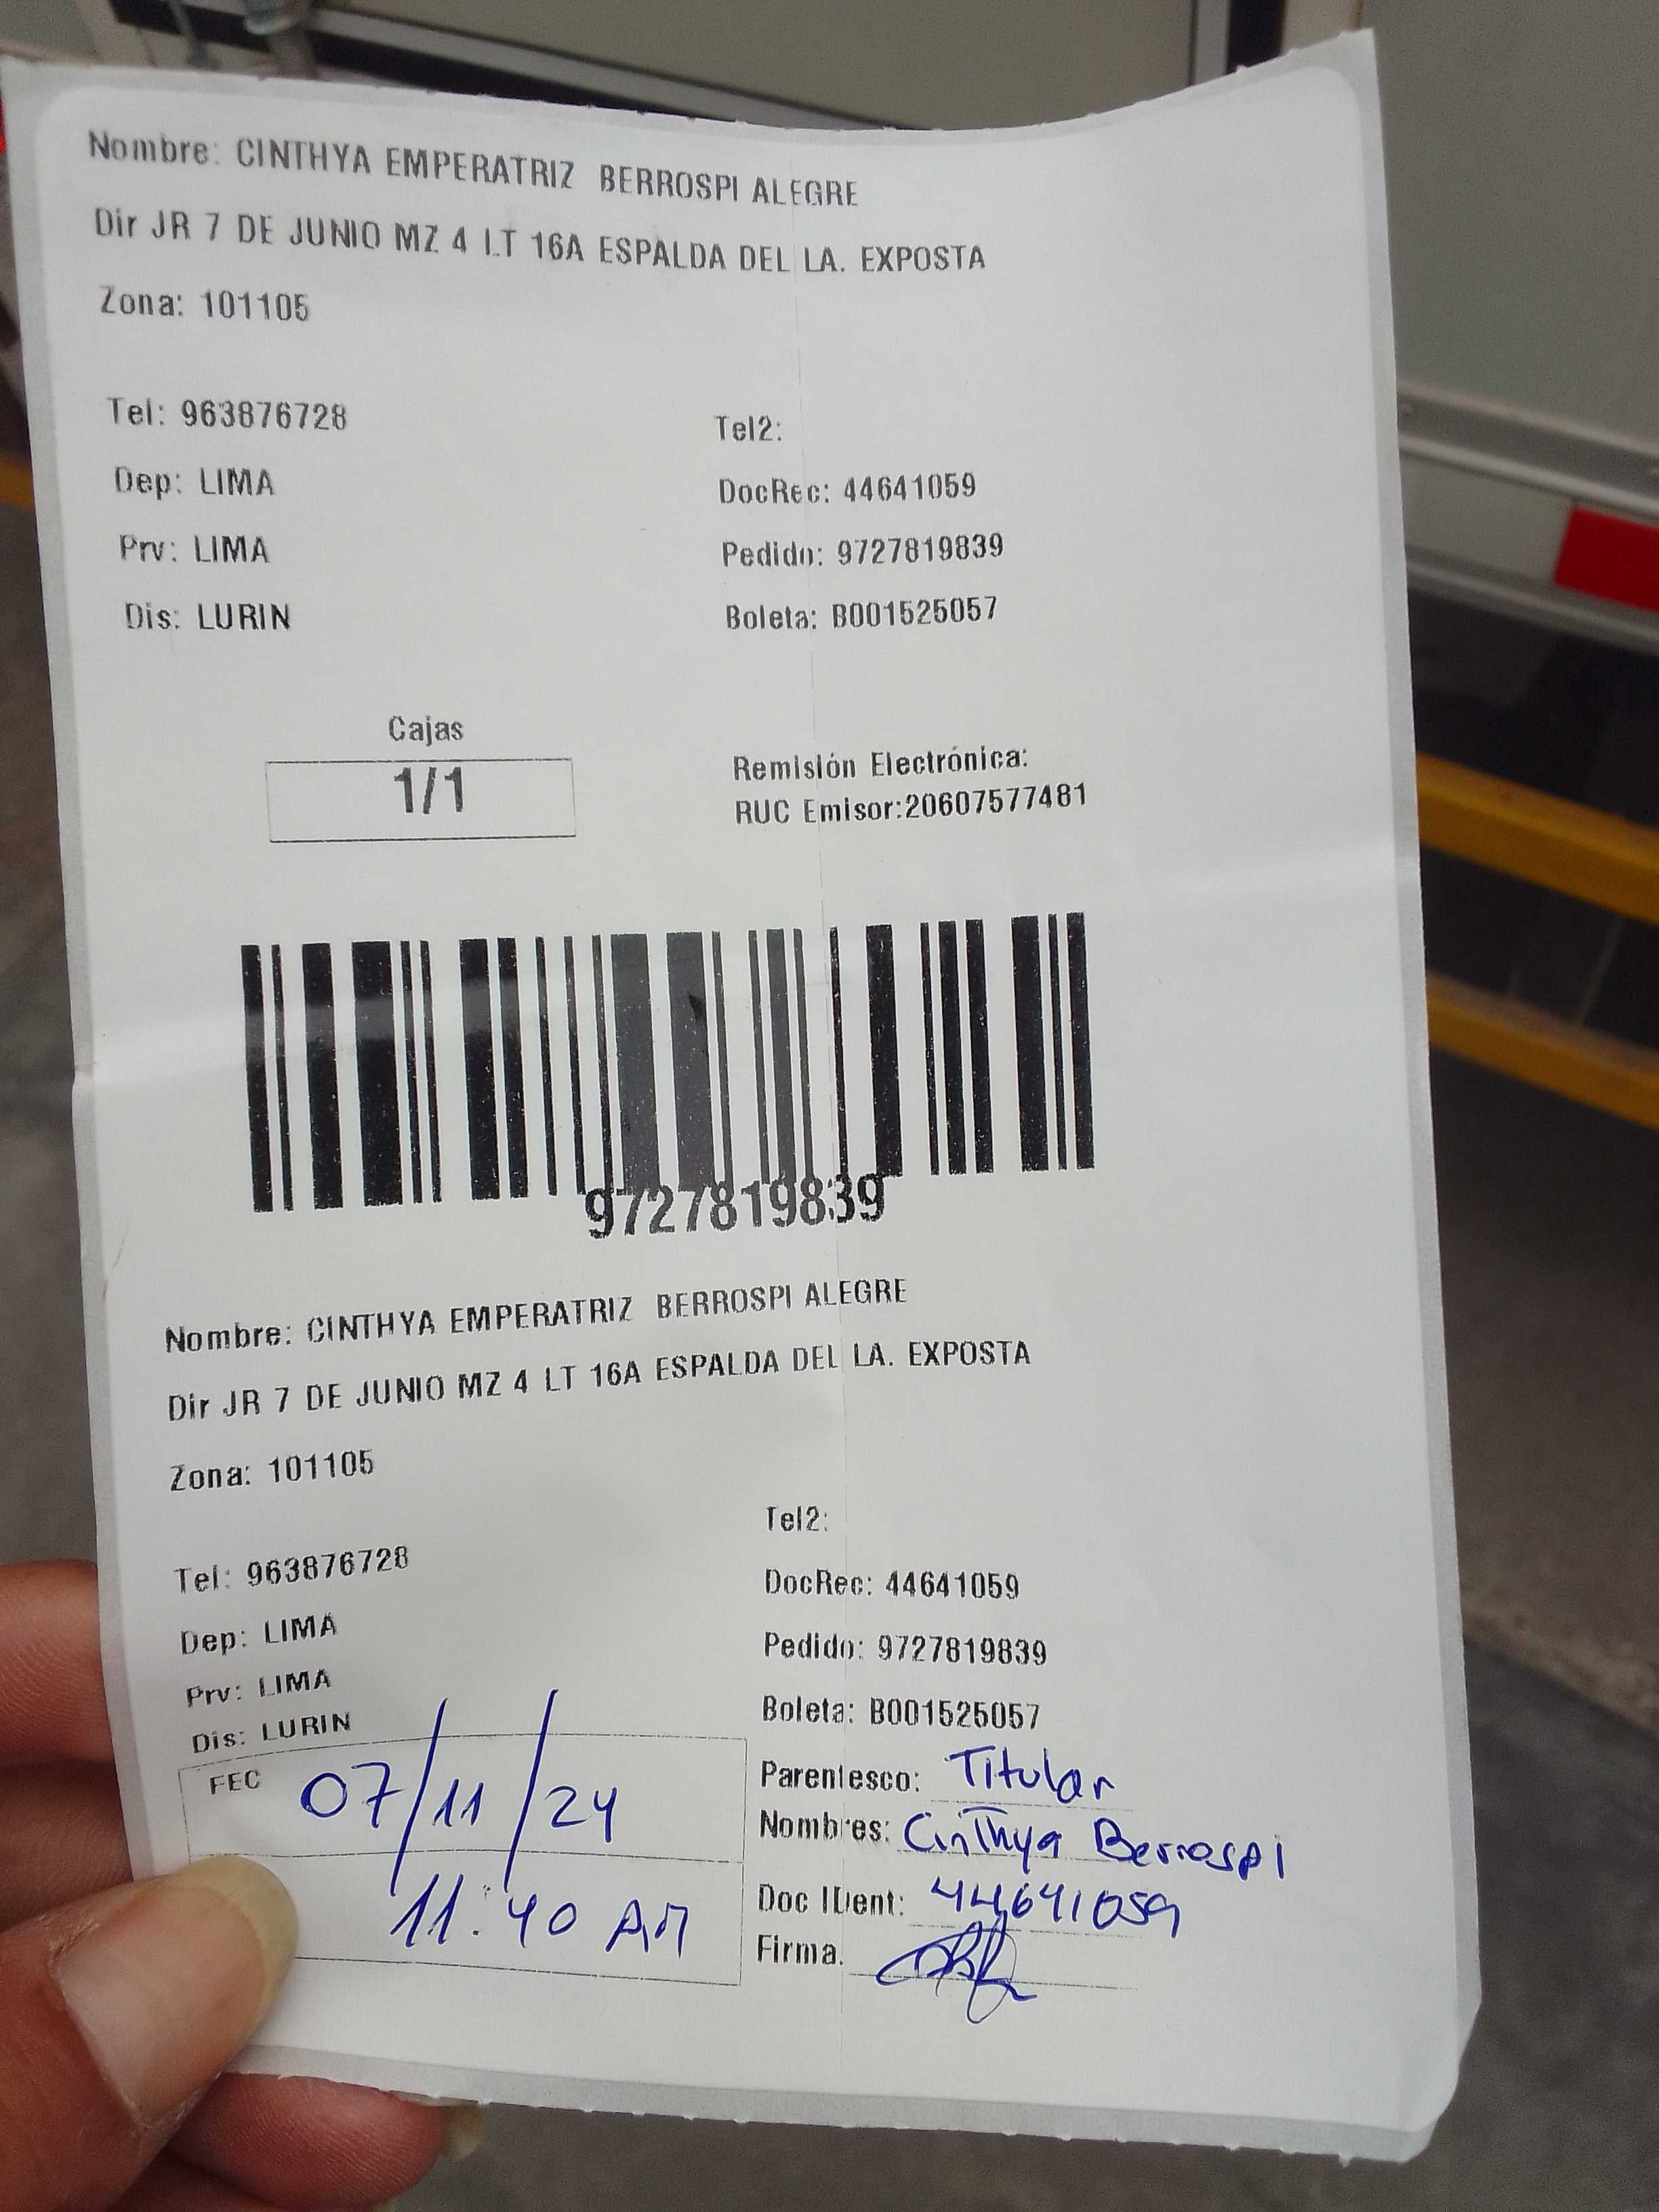 Nombre: CINTHYA EMPERATRIZ BERROSPI ALEGRE
Dir JR 7 DE JUNIO MZ 4 LT 16A ESPALDA DEL LA. EXPOSTA
Zona: 101105
Tel: 963876728
Tel2:
Dep: LIMA
DocRec: 44641059
Prv: LIMA
Pedido: 9727819839
Dis: LURIN
Boleta: B001525057
Cajas
1/1
Remisión Electrónica:
RUC Emisor:20607577481
9727819839
Nombre: CINTHYA EMPERATRIZ BERROSPI ALEGRE
Dir JR 7 DE JUNIO MZ 4 LT 16A ESPALDA DEL LA. EXPOSTA
Zona: 101105
Tel2:
Tel: 963876728
DocRec: 44641059
Dep: LIMA
Pedido: 9727819839
Prv: LIMA
Boleta: B001525057
Dis: LURIN
FEC 07/11/24
11:40 AM
Parentesco: Titular
Nombres: Cinthya Berrospi
Doc IDent: 44641059
Firma.